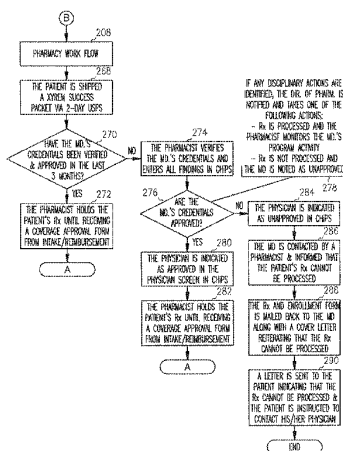 B
208
PHARMACY WORK FLOW
268
THE PATIENT IS SHIPPED
A XYREM SUCCESS
PACKET VIA 2-DAY USPS
270
HAVE THE MD.'S
CREDENTIALS BEEN VERIFIED
& APPROVED IN THE LAST
3 MONTHS?
NO
YES
272
THE PHARMACIST HOLDS THE
PATIENT'S Rx UNTIL RECEIVING
A COVERAGE APPROVAL FORM
FROM INTAKE/REIMBURSEMENT
A
274
THE PHARMACIST VERIFIES
THE MD.'S CREDENTIALS AND
ENTERS ALL FINDINGS IN CHIPS
276
ARE THE
MD.'S CREDENTIALS
APPROVED?
NO
YES
280
THE PHYSICIAN IS INDICATED
AS APPROVED IN THE
PHYSICIAN SCREEN IN CHIPS
282
THE PHARMACIST HOLDS THE
PATIENT'S Rx UNTIL RECEIVING
A COVERAGE APPROVAL FORM
FROM INTAKE/REIMBURSEMENT
A
IF ANY DISCIPLINARY ACTIONS ARE
IDENTIFIED, THE DIR. OF PHARM. IS
NOTIFIED AND TAKES ONE OF THE
FOLLOWING ACTIONS:
- Rx IS PROCESSED AND THE
PHARMACIST MONITORS THE MD.'S
PROGRAM ACTIVITY
- Rx IS NOT PROCESSED AND
THE MD IS NOTED AS UNAPPROVED
278
284
THE PHYSICIAN IS INDICATED
AS UNAPPROVED IN CHIPS
286
THE MD IS CONTACTED BY A
PHARMACIST & INFORMED THAT
THE PATIENT'S Rx CANNOT
BE PROCESSED
288
THE Rx AND ENROLLMENT FORM
IS MAILED BACK TO THE MD
ALONG WITH A COVER LETTER
REITERATING THAT THE Rx
CANNOT BE PROCESSED
290
A LETTER IS SENT TO THE
PATIENT INDICATING THAT THE
Rx CANNOT BE PROCESSED &
THE PATIENT IS INSTRUCTED TO
CONTACT HIS/HER PHYSICIAN
END